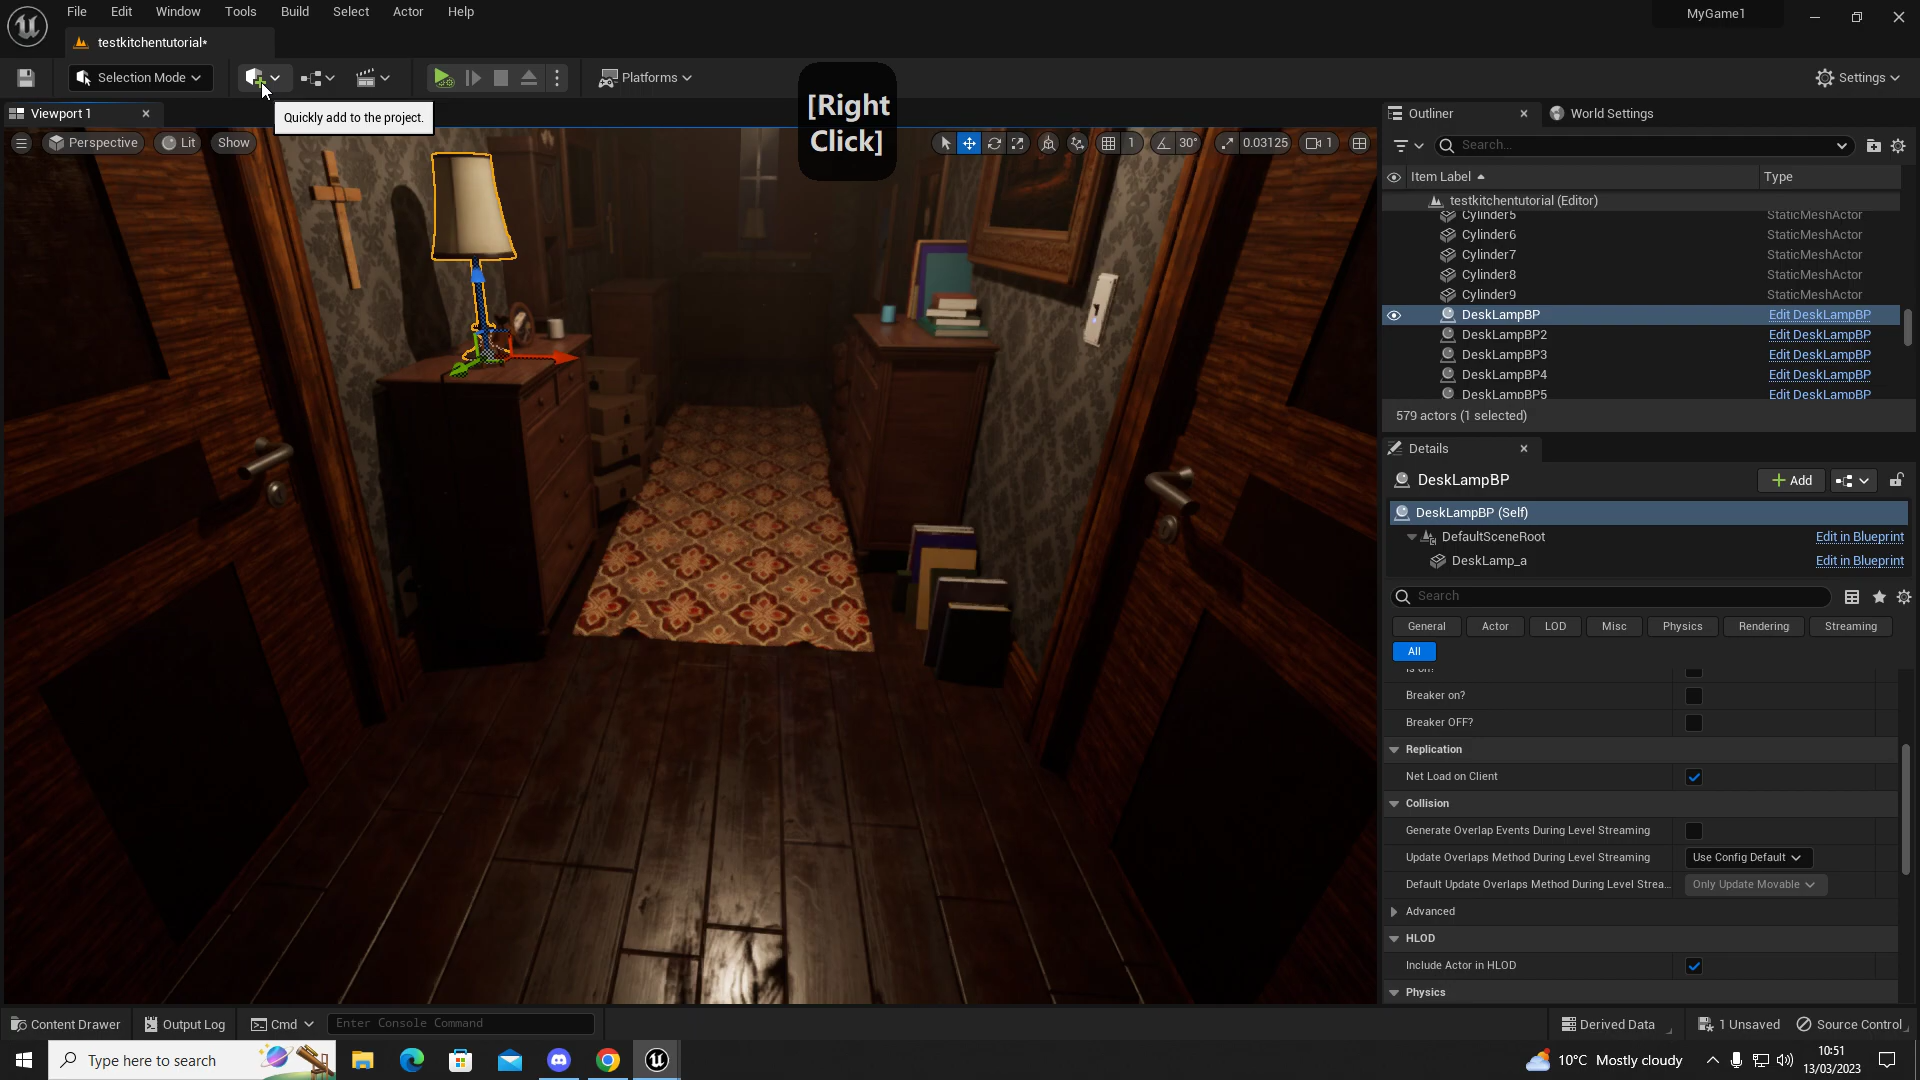 File Edit Window Tools Build Select Actor Help
MyGame1
testkitchentutorial*
Selection Mode
Platforms
Settings
Quickly add to the project.
[Right
Click]
Viewport 1
Perspective Lit Show
1 30° 0.03125 1
Outliner World Settings
Search...
Item Label Type
testkitchentutorial (Editor)
Cylinder5 StaticMeshActor
Cylinder6 StaticMeshActor
Cylinder7 StaticMeshActor
Cylinder8 StaticMeshActor
Cylinder9 StaticMeshActor
DeskLampBP Edit DeskLampBP
DeskLampBP2 Edit DeskLampBP
DeskLampBP3 Edit DeskLampBP
DeskLampBP4 Edit DeskLampBP
DeskLampBP5 Edit DeskLampBP
579 actors (1 selected)
Details
DeskLampBP
Add
DeskLampBP (Self)
DefaultSceneRoot Edit in Blueprint
DeskLamp_a Edit in Blueprint
Search
General Actor LOD Misc Physics Rendering Streaming
All
Is on?
Breaker on?
Breaker OFF?
Replication
Net Load on Client
Collision
Generate Overlap Events During Level Streaming
Update Overlaps Method During Level Streaming Use Config Default
Default Update Overlaps Method During Level Strea... Only Update Movable
Advanced
HLOD
Include Actor in HLOD
Physics
Content Drawer Output Log Cmd Enter Console Command
Derived Data 1 Unsaved Source Control
Type here to search
10°C Mostly cloudy
10:51
13/03/2023